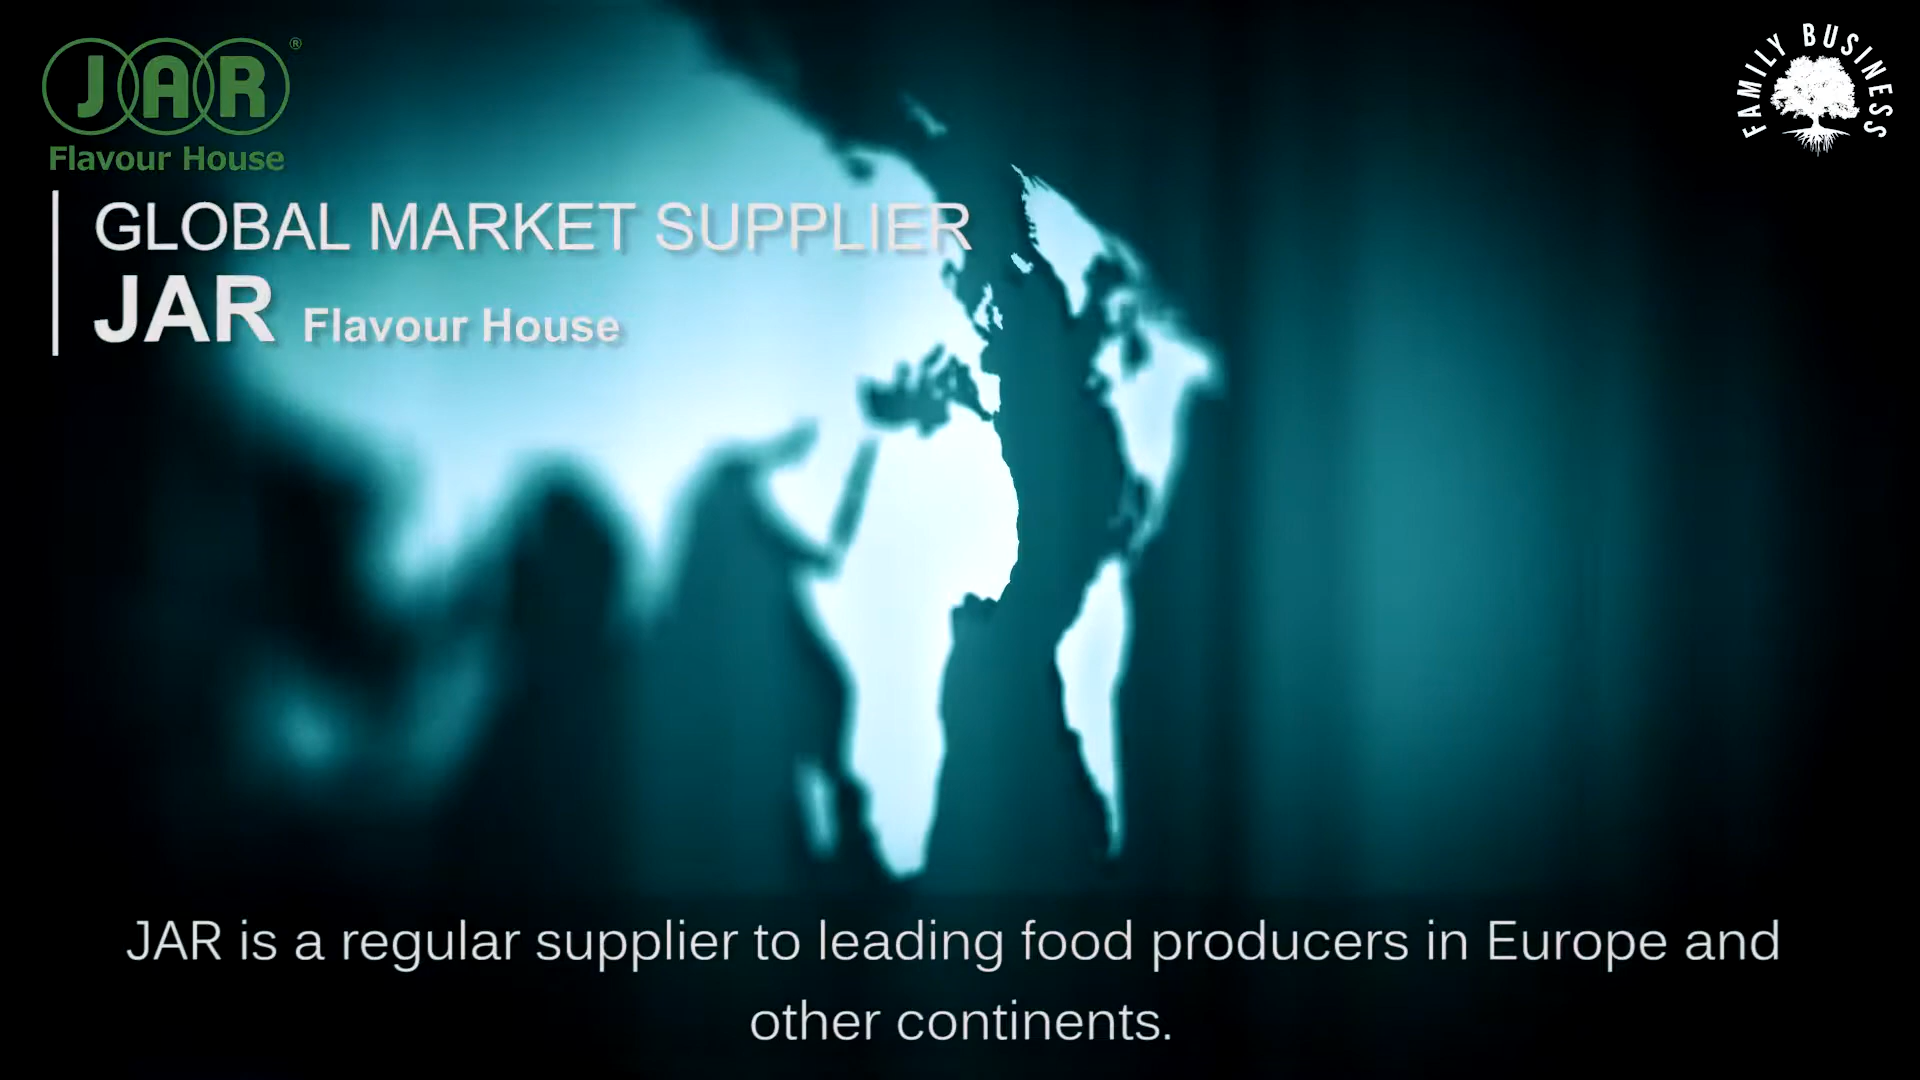 JAR®
Flavour House
FAMILY BUSINESS
GLOBAL MARKET SUPPLIER
JAR Flavour House
JAR is a regular supplier to leading food producers in Europe and
other continents.